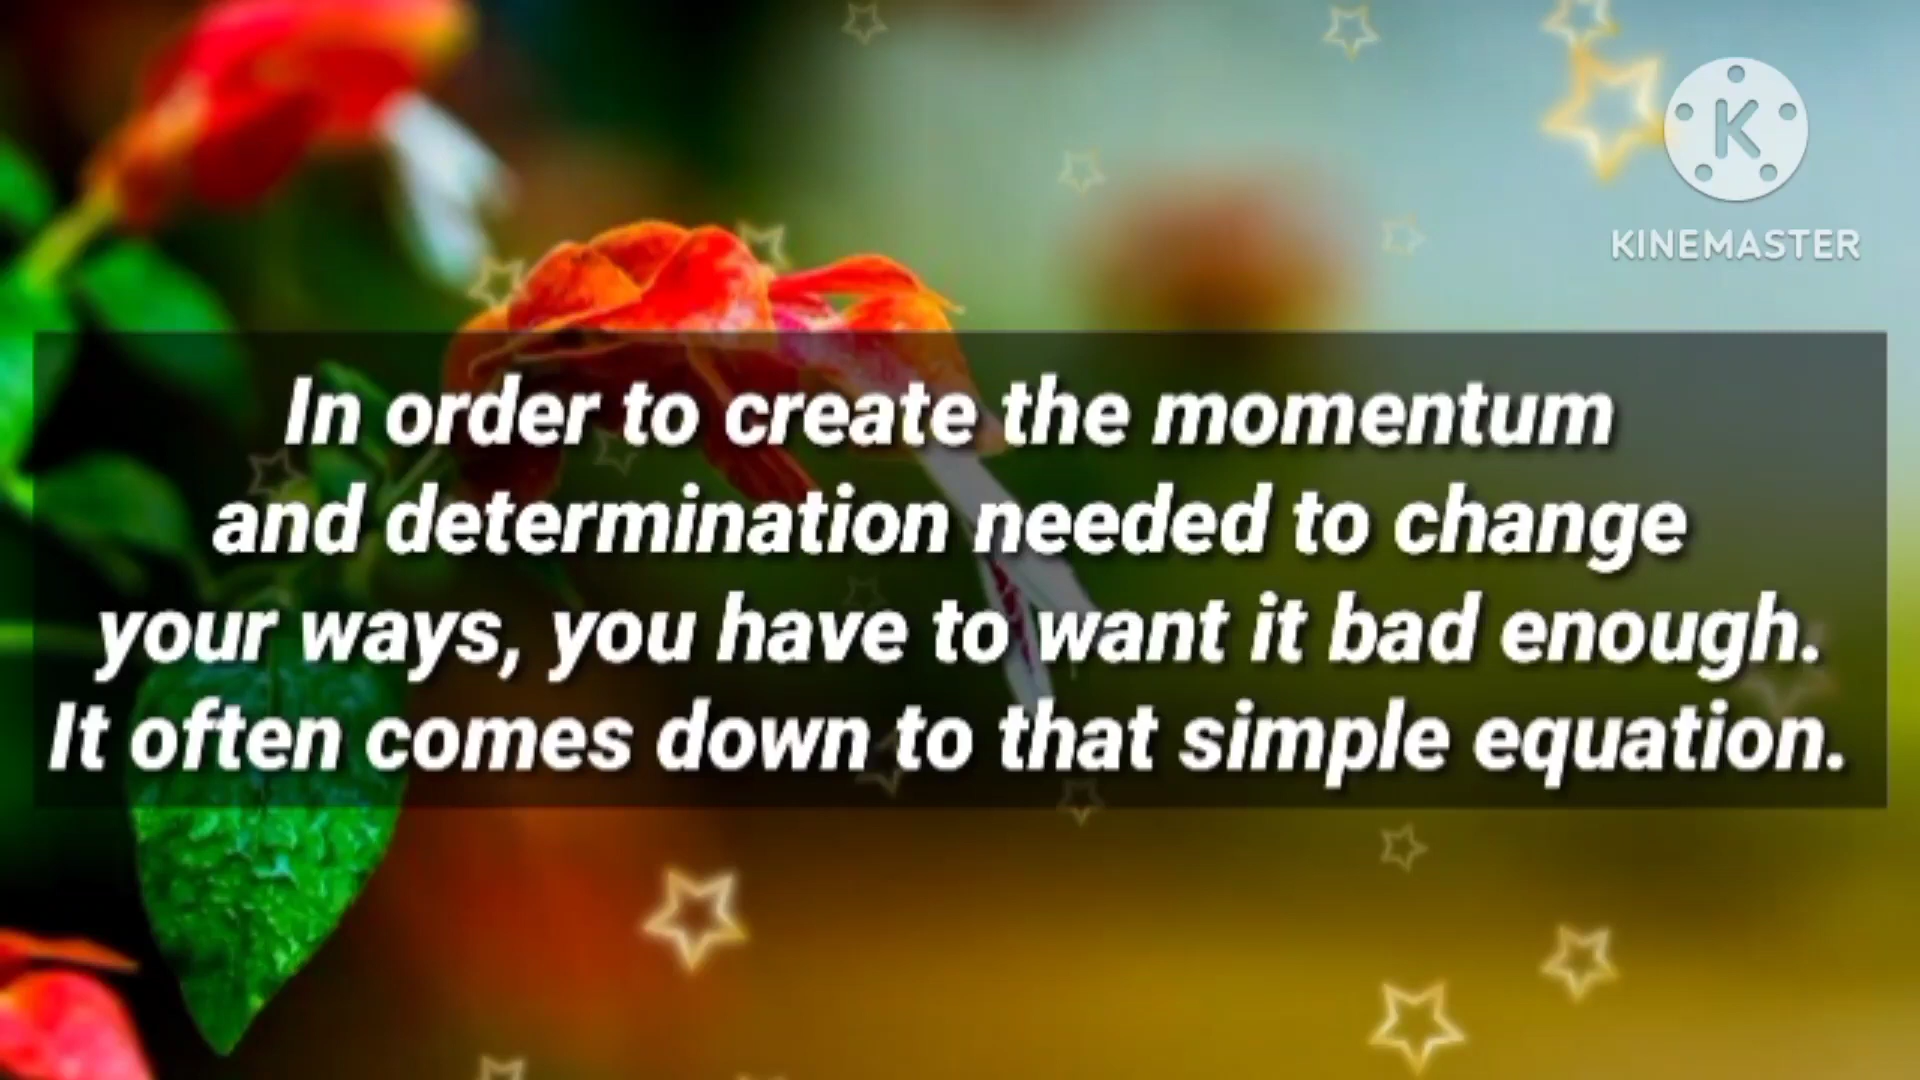 K
KINEMASTER
In order to create the momentum
and determination needed to change
your ways, you have to want it bad enough.
It often comes down to that simple equation.